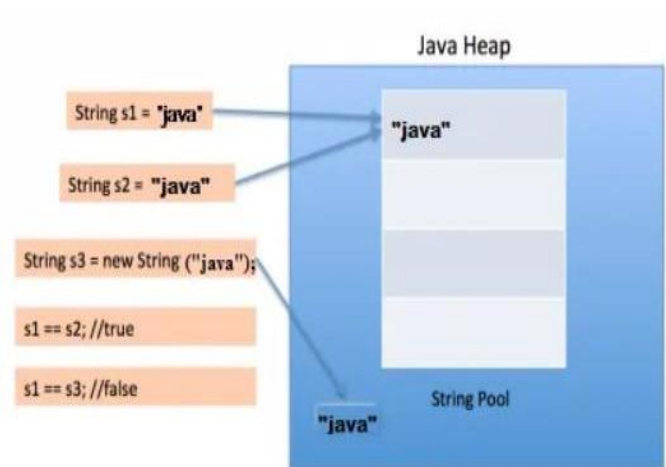 Java Heap
String s1 = "java"
"java"
String s2 = "java"
String s3 = new String ("java");
s1 == s2; //true
s1 == s3; //false
String Pool
"java"